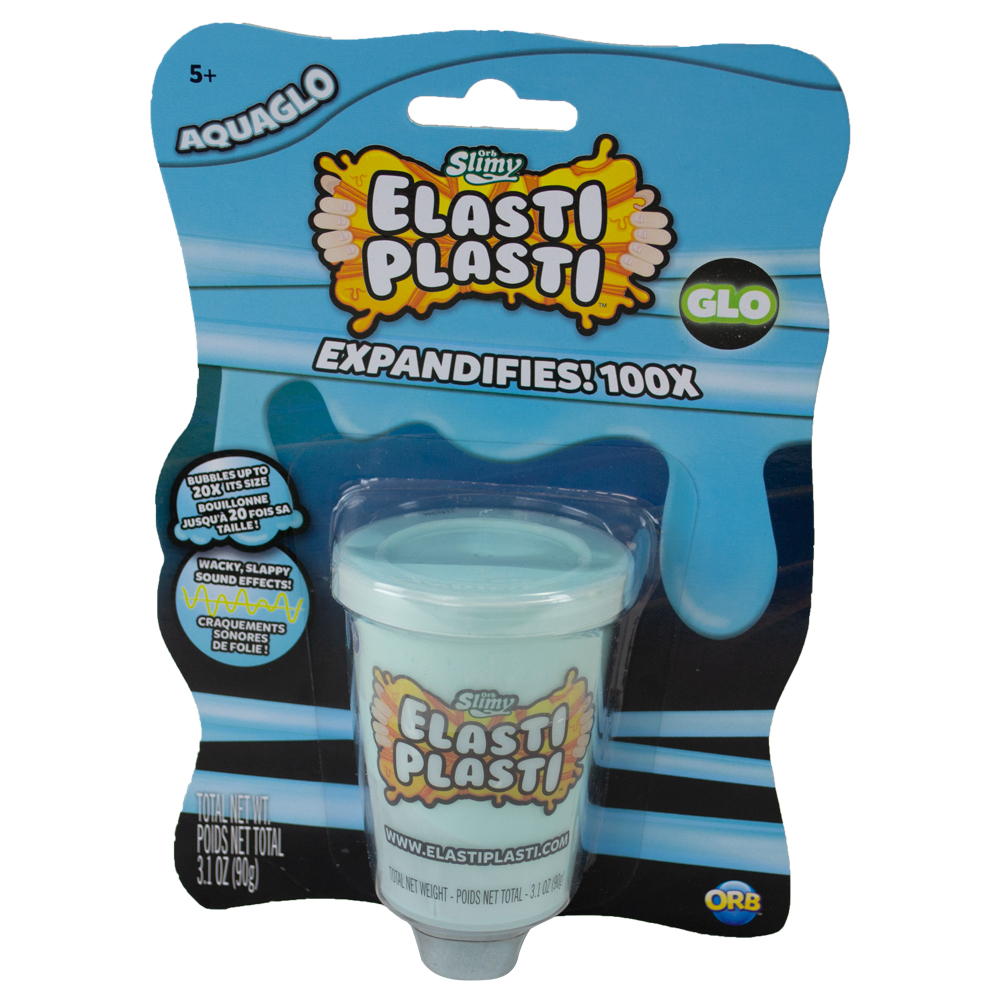 5+
AQUAGLO
Orb
Slimy
ELASTI
PLASTI
TM
GLO
EXPANDIFIES! 100X
BUBBLES UP TO
20X ITS SIZE
BOUILLONNE
JUSQU'À 20 FOIS SA
TAILLE !
WACKY, SLAPPY
SOUND EFFECTS!
CRAQUEMENTS
SONORES
DE FOLIE !
Orb
Slimy
ELASTI
PLASTI
WWW.ELASTIPLASTI.COM
TOTAL NET WEIGHT - POIDS NET TOTAL - 3.1 OZ (90g)
TOTAL NET WT.
POIDS NET TOTAL
3.1 OZ (90g)
ORB